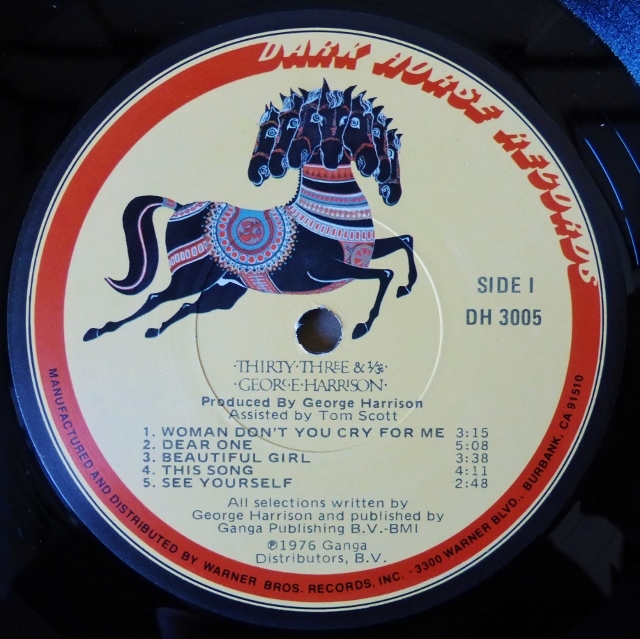 DARK HORSE RECORDS
SIDE 1
DH 3005
·THIRTY·THREE & 1/3·
·GEORGE·HARRISON·
Produced By George Harrison
Assisted by Tom Scott
1. WOMAN DON'T YOU CRY FOR ME 3:15
2. DEAR ONE 5:08
3. BEAUTIFUL GIRL 3:38
4. THIS SONG 4:11
5. SEE YOURSELF 2:48
All selections written by
George Harrison and published by
Ganga Publishing B.V.-BMI
℗1976 Ganga
Distributors, B.V.
MANUFACTURED AND DISTRIBUTED BY WARNER BROS. RECORDS, INC. · 3300 WARNER BLVD., BURBANK, CA 91510